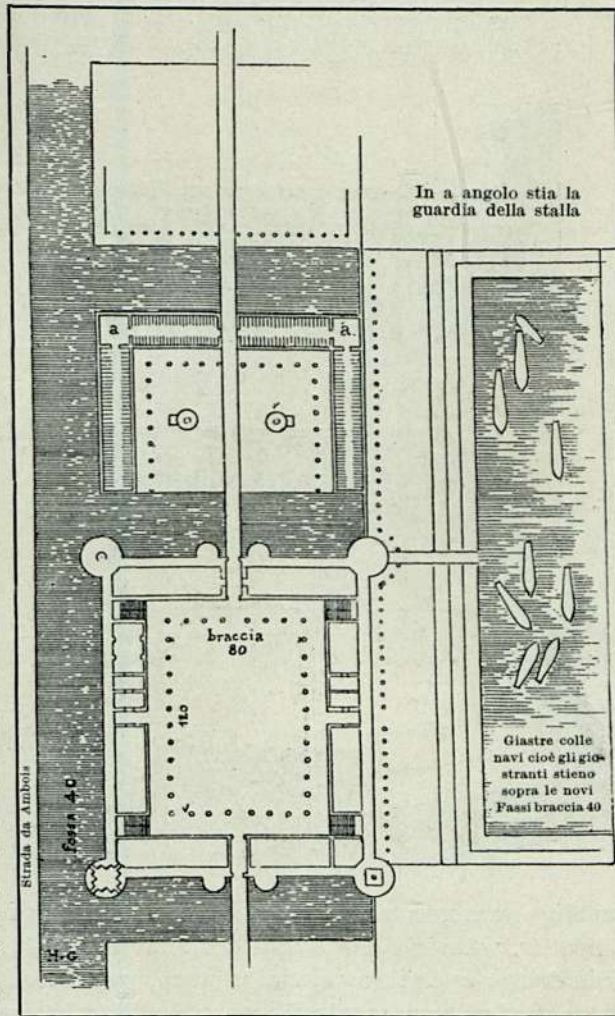 In a angolo stia la
guardia della stalla
a
a.
braccia
80
120
Strada da Ambois
fossa 40
Giastre colle
navi cioè gli gio-
stranti stieno
sopra le novi
Fassi braccia 40
H.G.